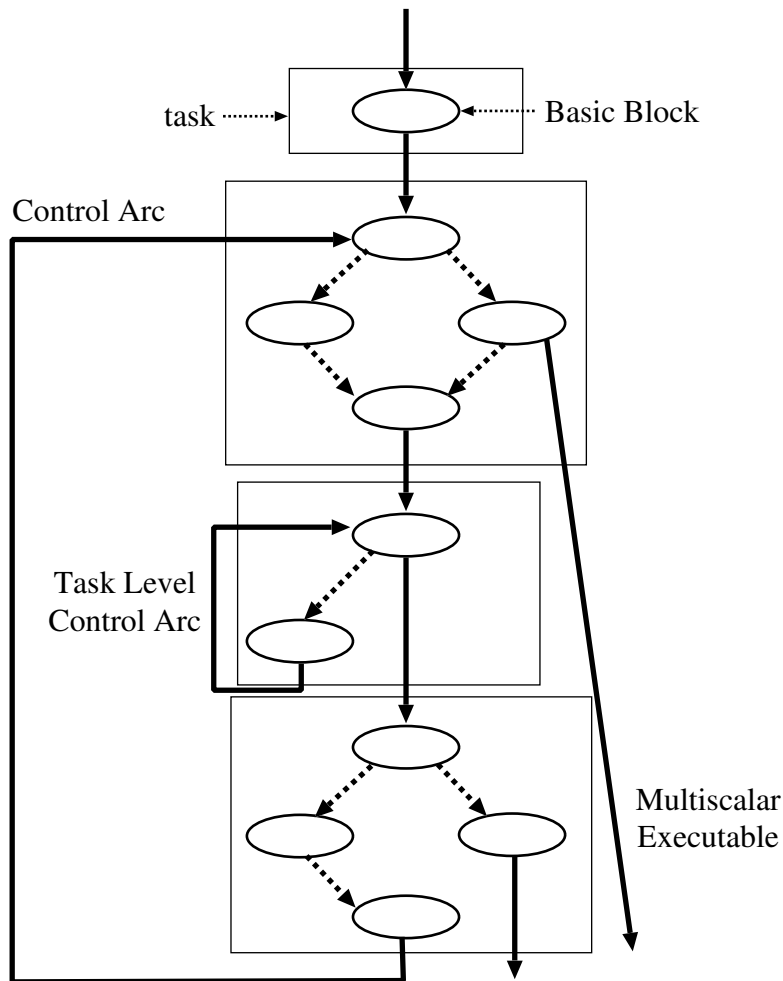 task
Basic Block
Control Arc
Task Level
Control Arc
Multiscalar
Executable